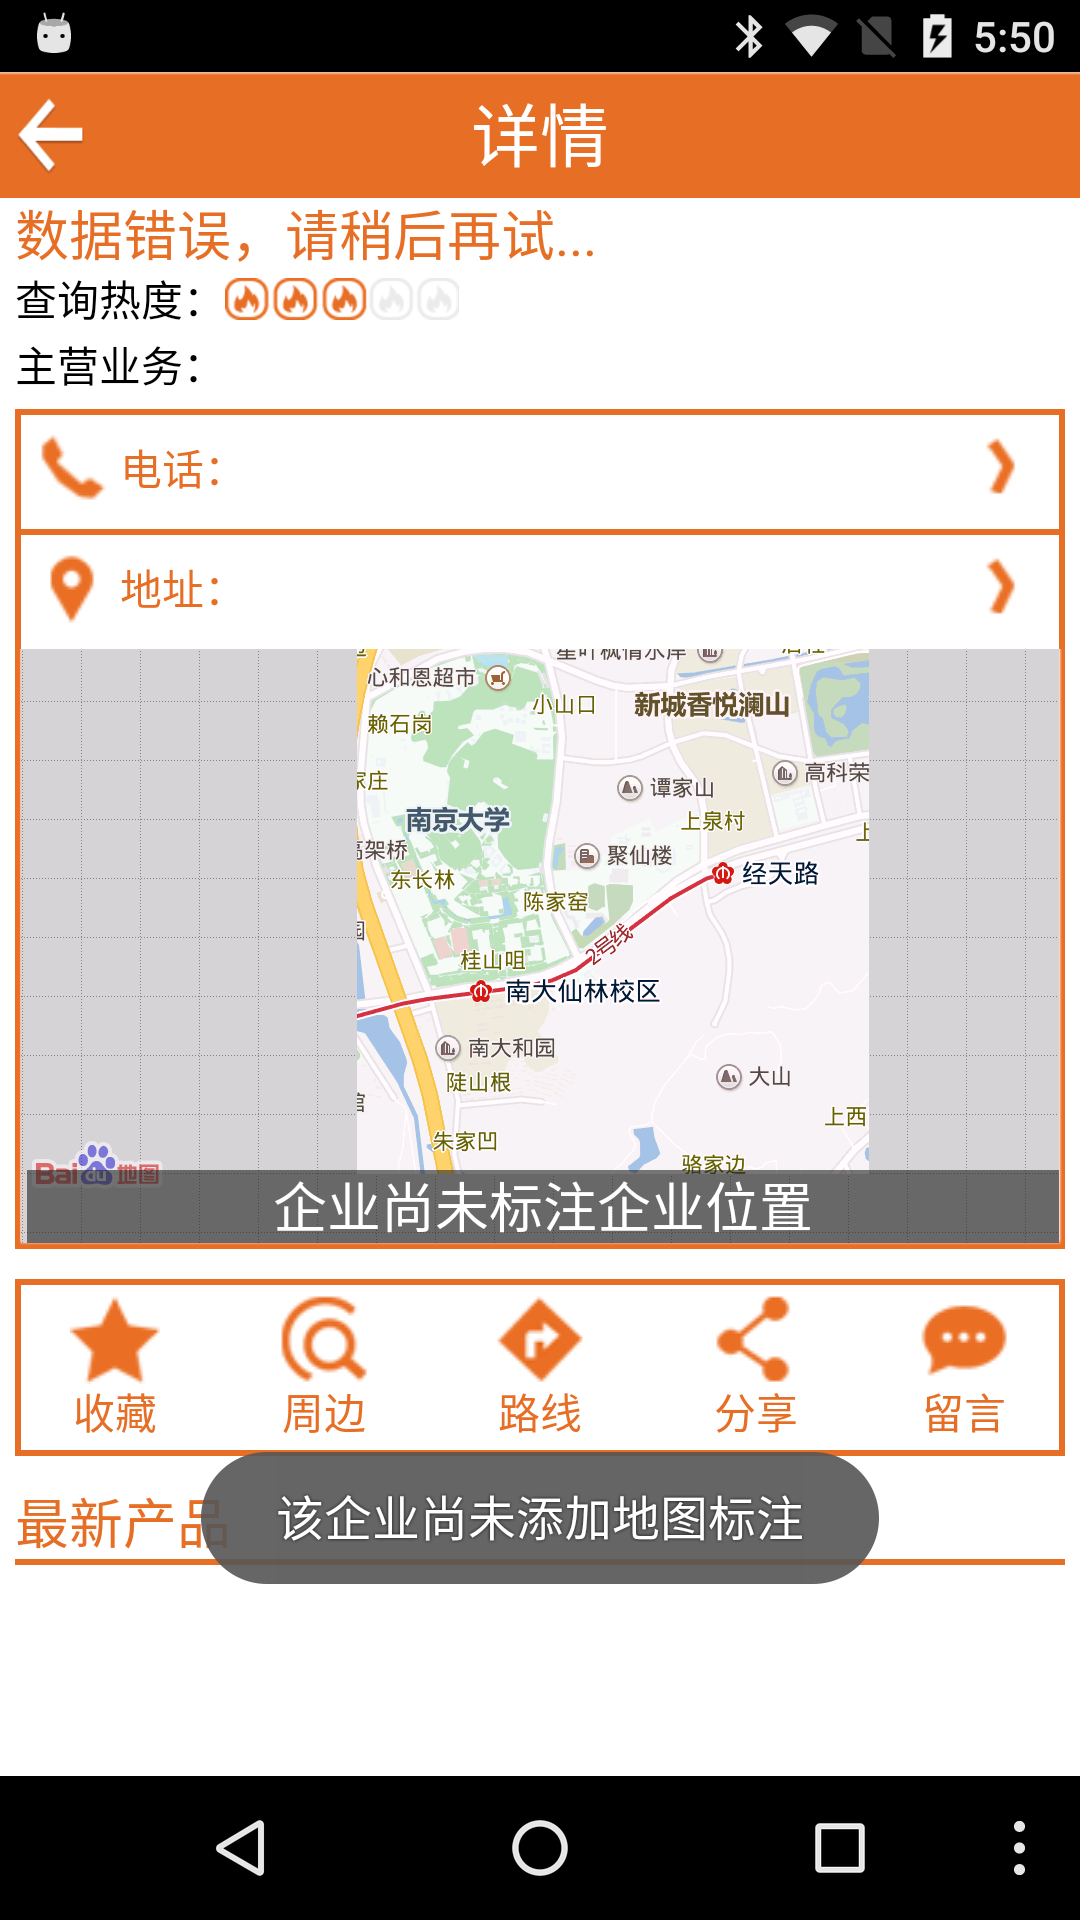 5:50
详情
数据错误，请稍后再试...
查询热度：
主营业务：
电话：
地址：
心和恩超市
小山口
新城香悦澜山
赖石岗
家庄
谭家山
高科荣
南京大学
上泉村
高架桥
聚仙楼
东长林
经天路
陈家窑
2号线
桂山咀
南大仙林校区
南大和园
陡山根
大山
上西
朱家凹
骆家边
Bai du 地图
企业尚未标注企业位置
收藏 周边 路线 分享 留言
最新产品
该企业尚未添加地图标注